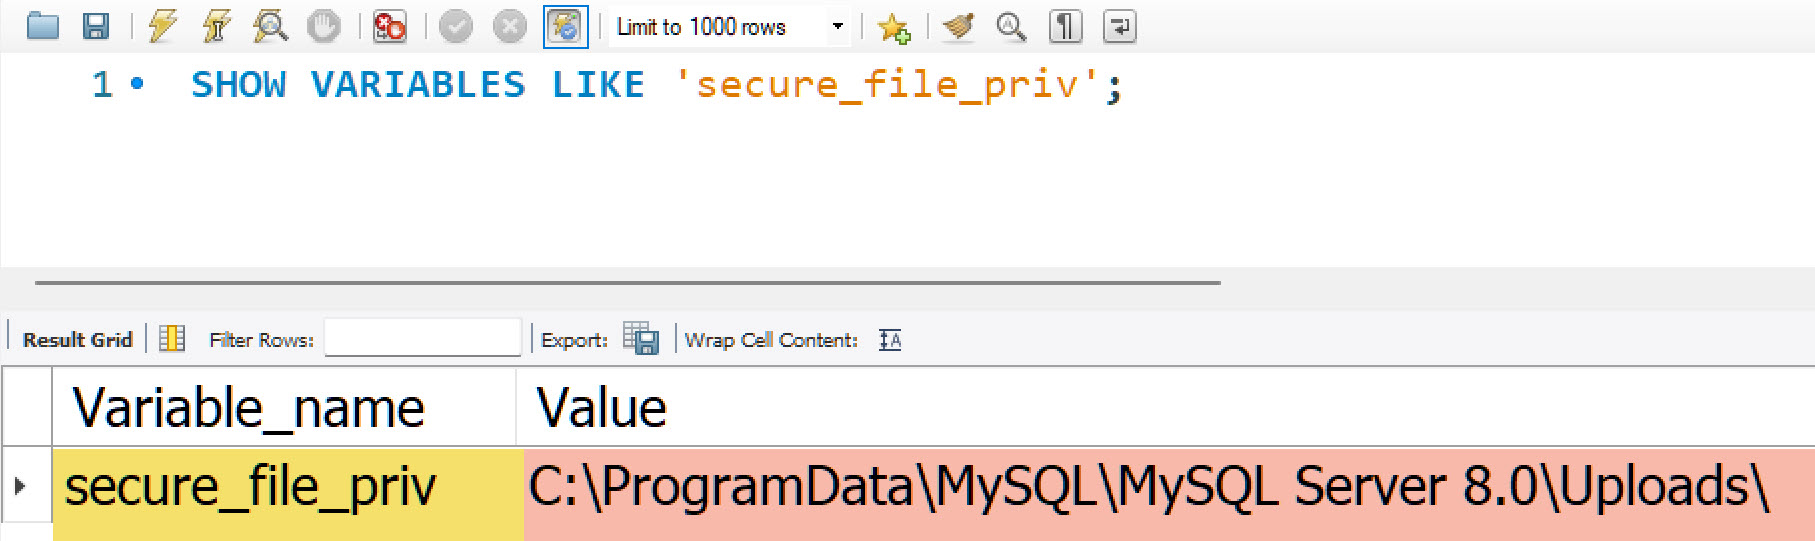 Limit to 1000 rows
1 SHOW VARIABLES LIKE 'secure_file_priv';
Result Grid Filter Rows: Export: Wrap Cell Content: A
Variable_name Value
secure_file_priv C:\ProgramData\MySQL\MySQL Server 8.0\Uploads\